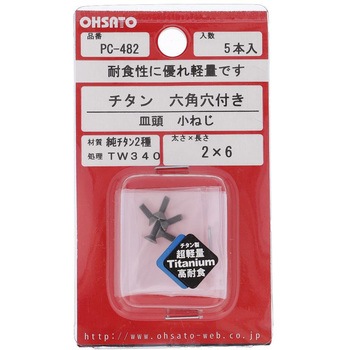 OHSATO
品番 入数
PC-482 5本入
耐食性に優れ軽量です
チタン 六角穴付き
皿頭 小ねじ
材質 純チタン2種 太さ×長さ
処理 TW340 2×6
チタン製
超軽量
Titanium
高耐食
http://www.ohsato-web.co.jp